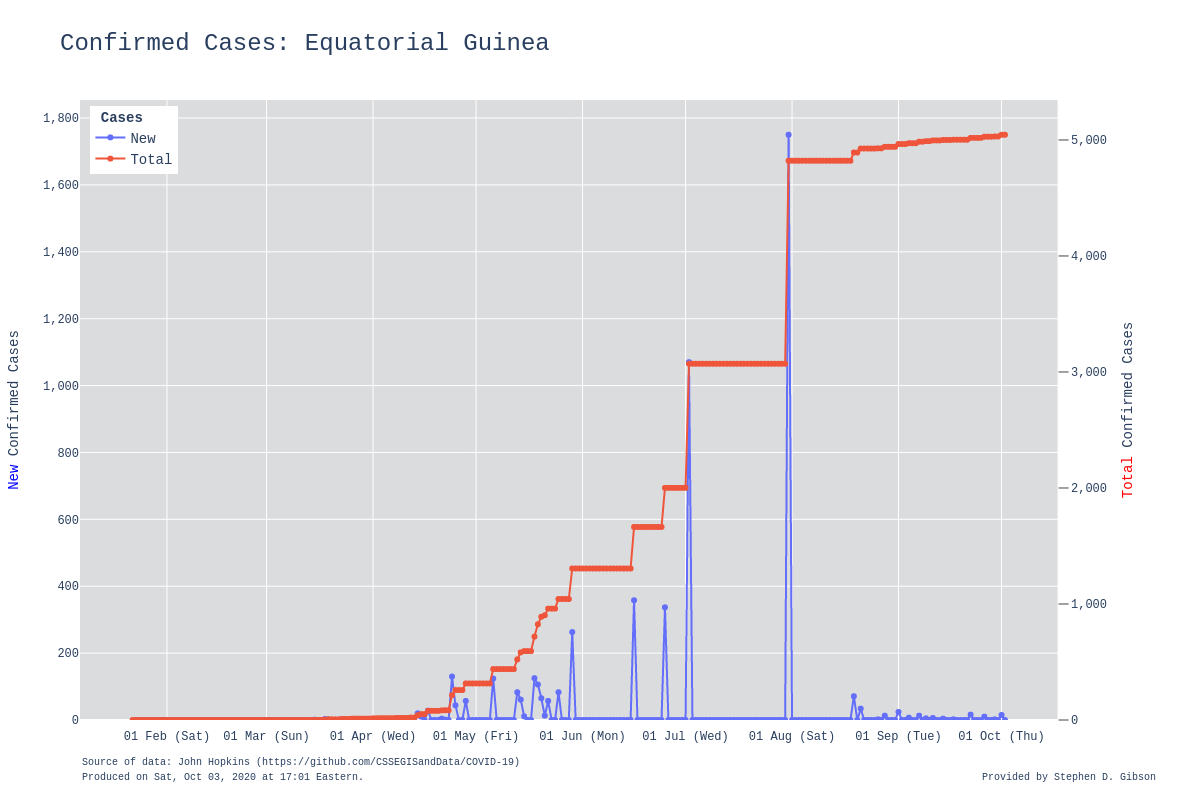 Confirmed Cases: Equatorial Guinea
Cases
New
Total
1,800
1,600
1,400
1,200
1,000
800
600
400
200
0
New Confirmed Cases
5,000
4,000
3,000
2,000
1,000
0
Total Confirmed Cases
01 Feb (Sat) 01 Mar (Sun) 01 Apr (Wed) 01 May (Fri) 01 Jun (Mon) 01 Jul (Wed) 01 Aug (Sat) 01 Sep (Tue) 01 Oct (Thu)
Source of data: John Hopkins (https://github.com/CSSEGISandData/COVID-19)
Produced on Sat, Oct 03, 2020 at 17:01 Eastern.
Provided by Stephen D. Gibson